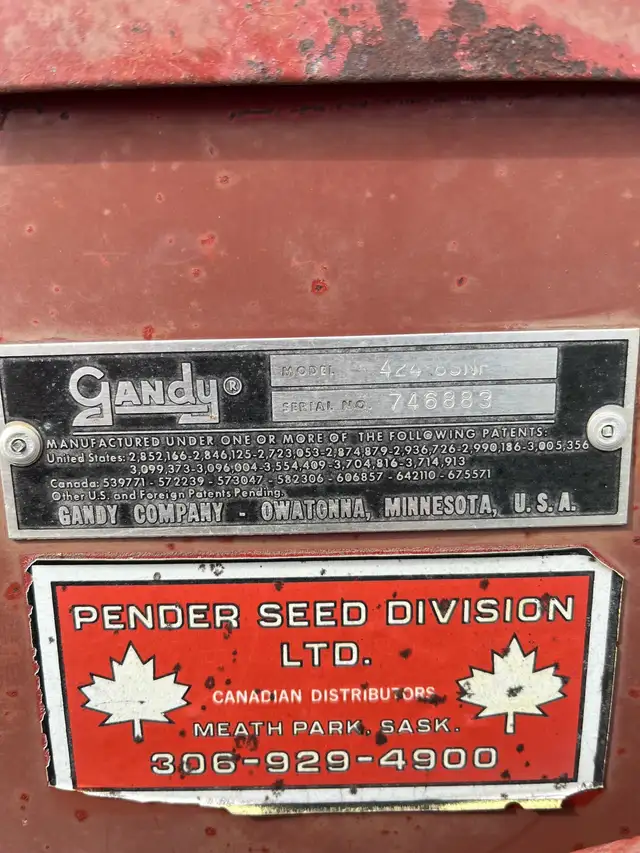 Gandy®
MODEL
SERIAL NO. 746883
MANUFACTURED UNDER ONE OR MORE OF THE FOLLOWING PATENTS:
United States: 2,852,166-2,846,125-2,723,053-2,874,879-2,936,726-2,990,186-3,005,356
3,099,373-3,096,004-3,554,409-3,704,816-3,714,913
Canada: 539771 - 572239 - 573047 - 582306 - 606857 - 642110 - 675571
Other U.S. and Foreign Patents Pending.
GANDY COMPANY - OWATONNA, MINNESOTA, U.S.A.
PENDER SEED DIVISION
LTD.
CANADIAN DISTRIBUTORS
MEATH PARK, SASK.
306-929-4900